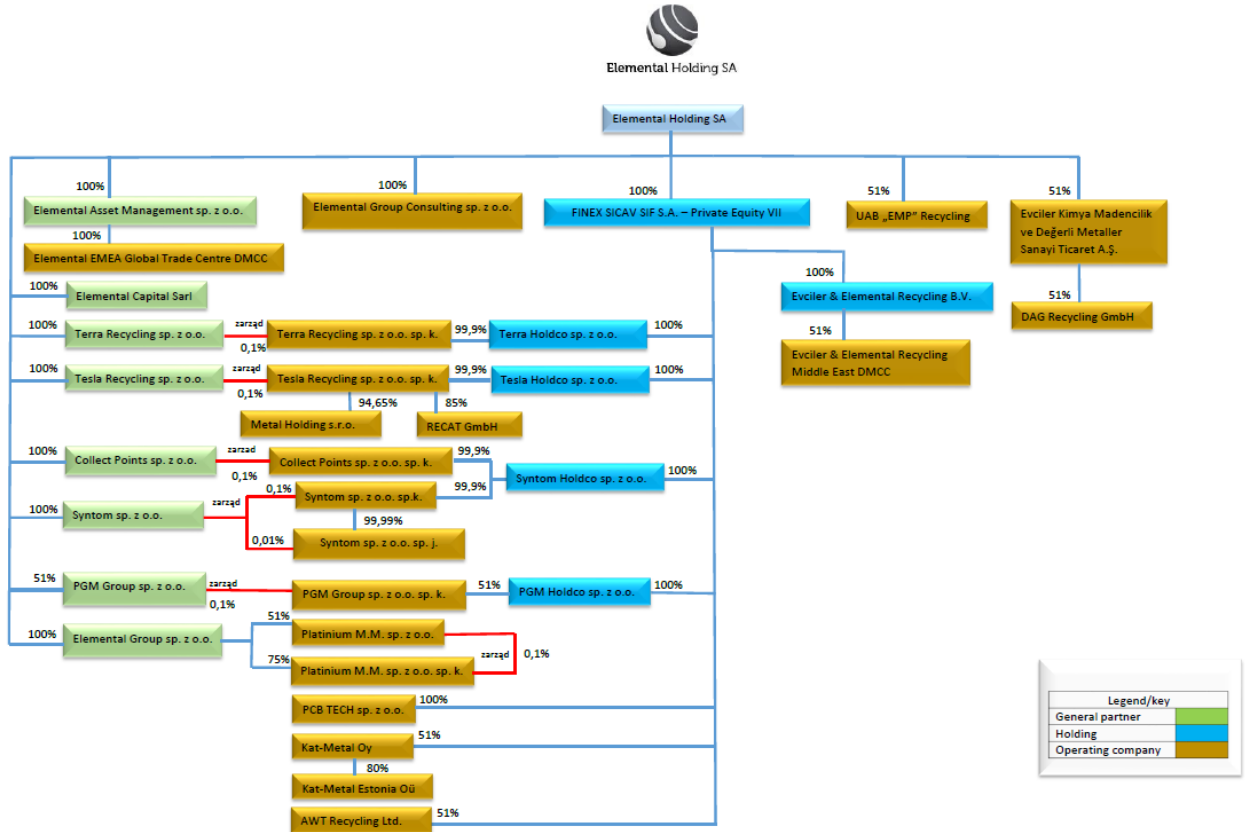 Elemental Holding SA
Elemental Holding SA
100%
100%
100%
51%
51%
Elemental Asset Management sp. z o.o.
Elemental Group Consulting sp. z o.o.
FINEX SICAV SIF S.A. – Private Equity VII
UAB „EMP” Recycling
Evciler Kimya Madencilik
ve Değerli Metaller
Sanayi Ticaret A.Ş.
100%
Elemental EMEA Global Trade Centre DMCC
100%
Elemental Capital Sarl
100%
Evciler & Elemental Recycling B.V.
51%
DAG Recycling GmbH
51%
Evciler & Elemental Recycling
Middle East DMCC
100%
Terra Recycling sp. z o.o.
zarząd
0,1%
Terra Recycling sp. z o.o. sp. k.
99,9%
Terra Holdco sp. z o.o.
100%
100%
Tesla Recycling sp. z o.o.
zarząd
0,1%
Tesla Recycling sp. z o.o. sp. k.
99,9%
Tesla Holdco sp. z o.o.
100%
94,65%
85%
Metal Holding s.r.o.
RECAT GmbH
100%
Collect Points sp. z o.o.
zarzad
0,1%
Collect Points sp. z o.o. sp. k.
99,9%
Syntom Holdco sp. z o.o.
100%
100%
Syntom sp. z o.o.
zarząd
0,1%
Syntom sp. z o.o. sp.k.
99,9%
99,99%
0,01%
Syntom sp. z o.o. sp. j.
51%
PGM Group sp. z o.o.
zarząd
0,1%
PGM Group sp. z o.o. sp. k.
51%
PGM Holdco sp. z o.o.
100%
100%
Elemental Group sp. z o.o.
51%
Platinium M.M. sp. z o.o.
75%
Platinium M.M. sp. z o.o. sp. k.
zarząd
0,1%
PCB TECH sp. z o.o.
100%
Kat-Metal Oy
51%
80%
Kat-Metal Estonia Oü
AWT Recycling Ltd.
51%
Legend/key
General partner
Holding
Operating company